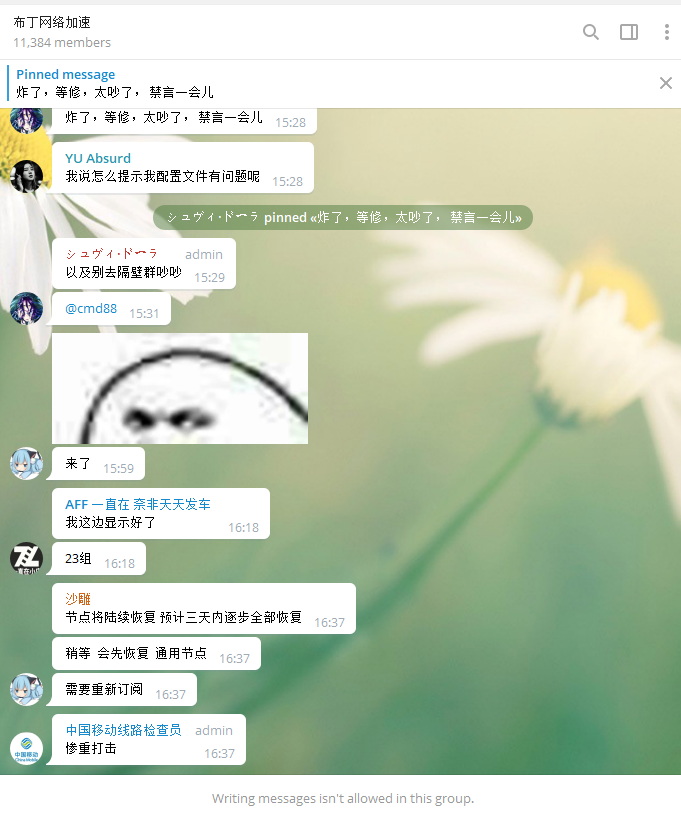 布丁网络加速
11,384 members
Pinned message
炸了，等修，太吵了， 禁言一会儿
炸了，等修，太吵了， 禁言一会儿 15:28
YU Absurd
我说怎么提示我配置文件有问题呢 15:28
シュヴィ·ドーラ pinned «炸了，等修，太吵了， 禁言一会儿»
シュヴィ·ドーラ admin
以及别去隔壁群吵吵 15:29
@cmd88 15:31
来了 15:59
AFF 一直在 奈非天天发车
我这边显示好了 16:18
23组 16:18
沙雕
节点将陆续恢复 预计三天内逐步全部恢复 16:37
稍等 会先恢复 通用节点 16:37
需要重新订阅 16:37
中国移动线路检查员 admin
惨重打击 16:37
中国移动
China Mobile
Writing messages isn't allowed in this group.